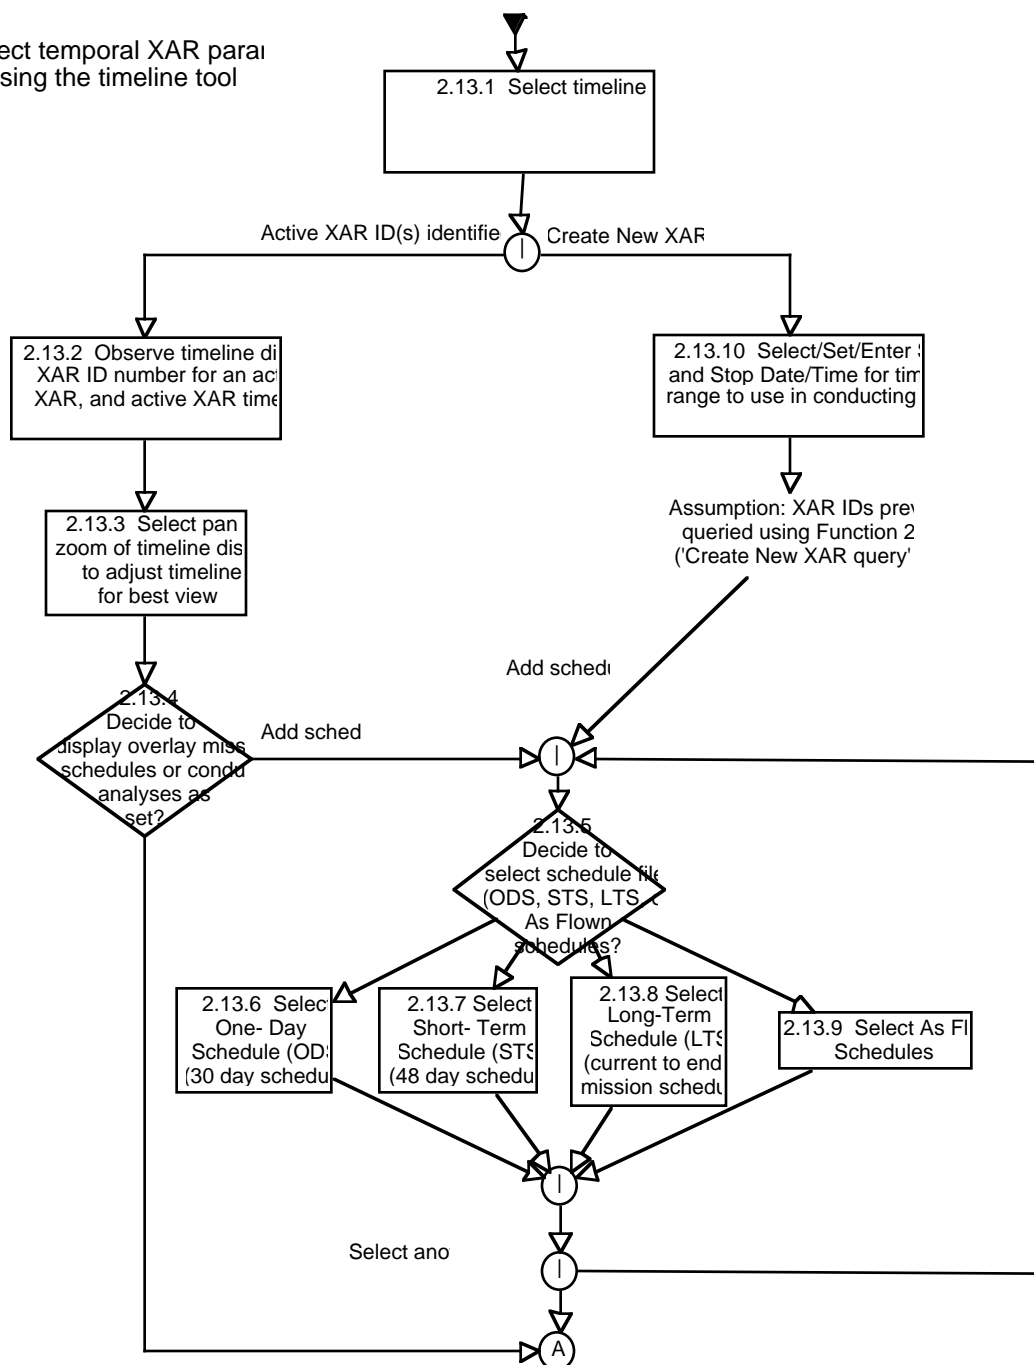 ect temporal XAR para
sing the timeline tool
2.13.1 Select timeline
Active XAR ID(s) identifie
Create New XAR
2.13.2 Observe timeline di
XAR ID number for an act
XAR, and active XAR time
2.13.10 Select/Set/Enter
and Stop Date/Time for tim
range to use in conducting
2.13.3 Select pan
zoom of timeline dis
to adjust timeline
for best view
Assumption: XAR IDs prev
queried using Function 2
('Create New XAR query'
Add schedu
2.13.4
Decide to
display overlay miss
schedules or condu
analyses as
set?
Add sched
2.13.5
Decide to
select schedule file
(ODS, STS, LTS,
As Flown
schedules?
2.13.6 Select
One- Day
Schedule (ODS
(30 day schedu
2.13.7 Select
Short- Term
Schedule (STS
(48 day schedu
2.13.8 Select
Long-Term
Schedule (LTS
(current to end
mission schedu
2.13.9 Select As Fl
Schedules
Select ano
A